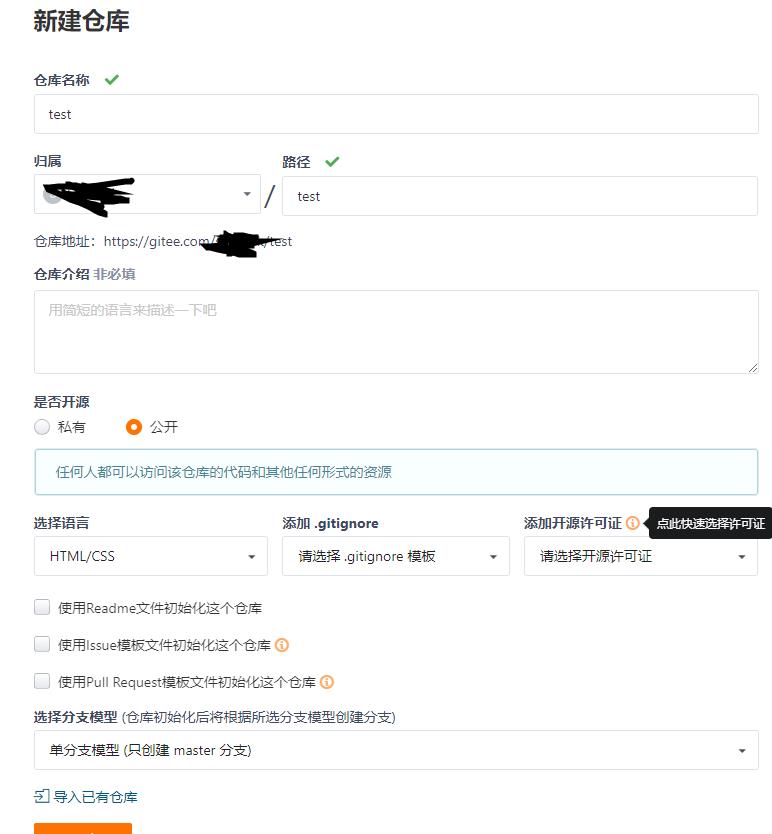 新建仓库
仓库名称
test
归属
路径
/
test
仓库地址：https://gitee.com/ /test
仓库介绍 非必填
用简短的语言来描述一下吧
是否开源
私有
公开
任何人都可以访问该仓库的代码和其他任何形式的资源
选择语言
添加 .gitignore
添加开源许可证
点此快速选择许可证
HTML/CSS
请选择 .gitignore 模板
请选择开源许可证
使用Readme文件初始化这个仓库
使用Issue模板文件初始化这个仓库
使用Pull Request模板文件初始化这个仓库
选择分支模型 (仓库初始化后将根据所选分支模型创建分支)
单分支模型 (只创建 master 分支)
导入已有仓库